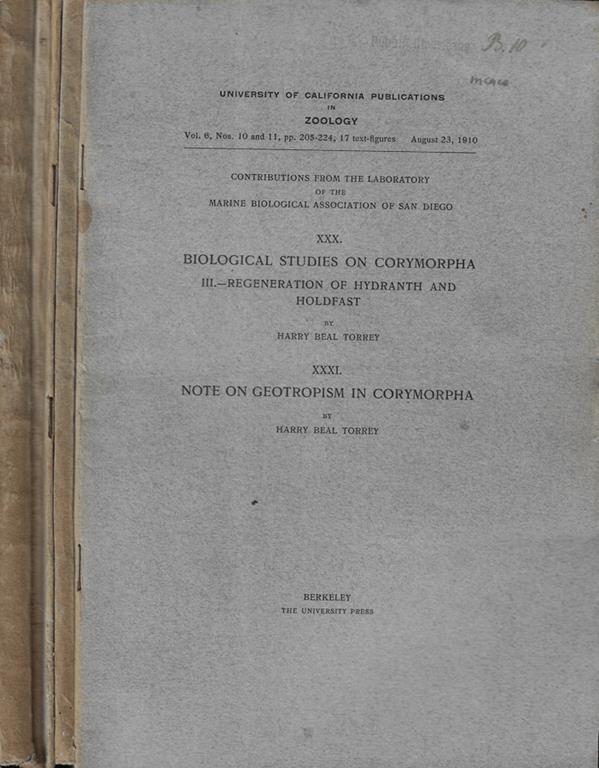 B. 10
UNIVERSITY OF CALIFORNIA PUBLICATIONS
IN
ZOOLOGY
Vol. 6, Nos. 10 and 11, pp. 205-224, 17 text-figures August 23, 1910
CONTRIBUTIONS FROM THE LABORATORY
OF THE
MARINE BIOLOGICAL ASSOCIATION OF SAN DIEGO
XXX.
BIOLOGICAL STUDIES ON CORYMORPHA
III.—REGENERATION OF HYDRANTH AND
HOLDFAST
BY
HARRY BEAL TORREY
XXXI.
NOTE ON GEOTROPISM IN CORYMORPHA
BY
HARRY BEAL TORREY
BERKELEY
THE UNIVERSITY PRESS